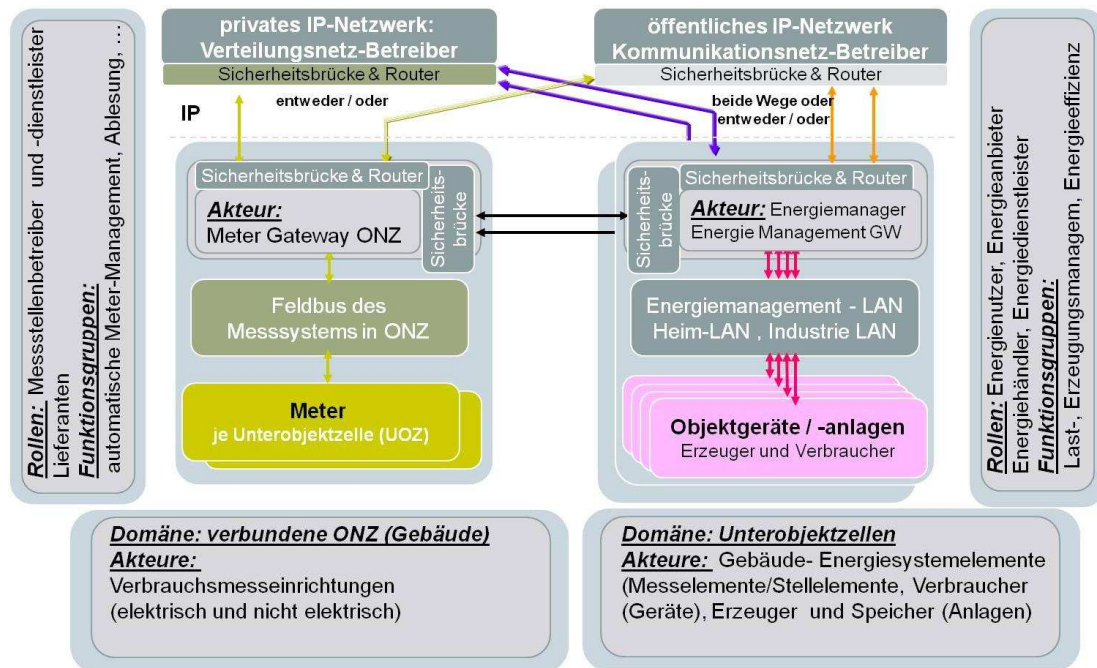 privates IP-Netzwerk:
Verteilungsnetz-Betreiber
Sicherheitsbrücke & Router
öffentliches IP-Netzwerk
Kommunikationsnetz-Betreiber
Sicherheitsbrücke & Router
entweder / oder
beide Wege oder
entweder / oder
IP
Rollen: Messstellenbetreiber und -dienstleister
Lieferanten
Funktionsgruppen:
automatische Meter-Management, Ablesung, …
Sicherheitsbrücke & Router
Akteur:
Meter Gateway ONZ
Sicherheits-
brücke
Feldbus des
Messsystems in ONZ
Meter
je Unterobjektzelle (UOZ)
Sicherheits-
brücke
Sicherheitsbrücke & Router
Akteur: Energiemanager
Energie Management GW
Energiemanagement - LAN
Heim-LAN , Industrie LAN
Objektgeräte / -anlagen
Erzeuger und Verbraucher
Rollen: Energienutzer, Energieanbieter
Energiehändler, Energiedienstleister
Funktionsgruppen:
Last-, Erzeugungsmanagem, Energieeffizienz
Domäne: verbundene ONZ (Gebäude)
Akteure:
Verbrauchsmesseinrichtungen
(elektrisch und nicht elektrisch)
Domäne: Unterobjektzellen
Akteure: Gebäude- Energiesystemelemente
(Messelemente/Stellelemente, Verbraucher
(Geräte), Erzeuger und Speicher (Anlagen)